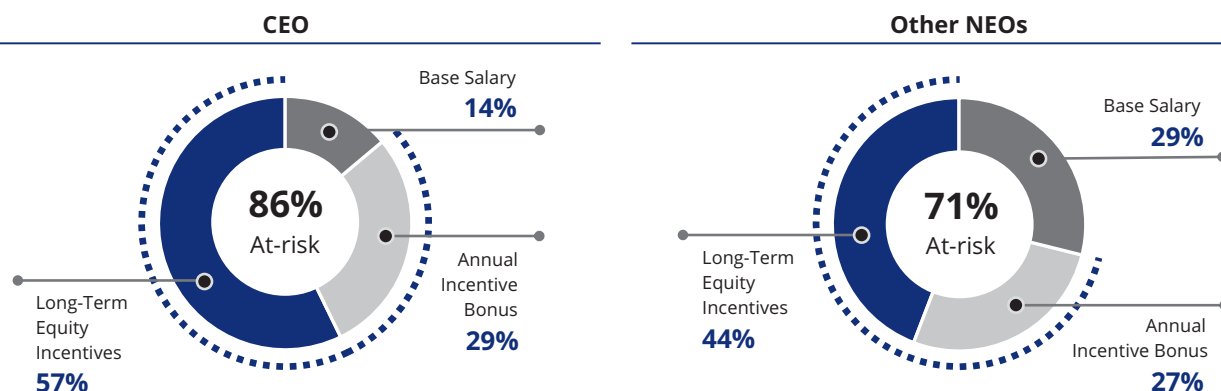 CEO
Base Salary
14%
86%
At-risk
Annual
Incentive
Bonus
29%
Long-Term
Equity
Incentives
57%
Other NEOs
Base Salary
29%
71%
At-risk
Long-Term
Equity
Incentives
44%
Annual
Incentive Bonus
27%